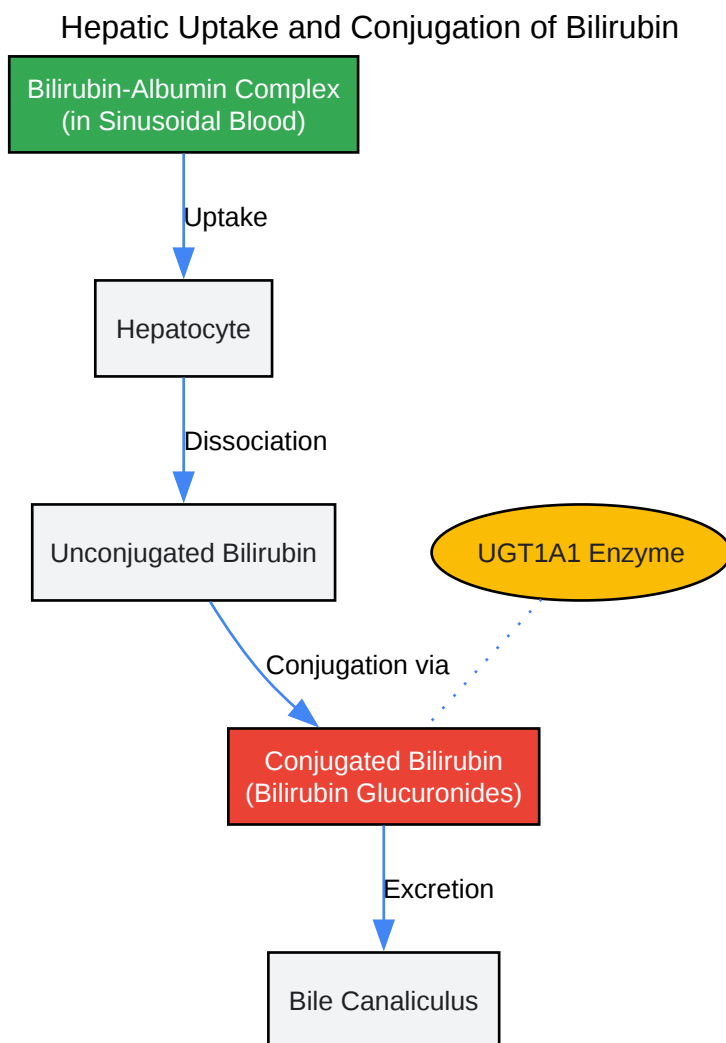 Hepatic Uptake and Conjugation of Bilirubin
Bilirubin-Albumin Complex
(in Sinusoidal Blood)
Uptake
Hepatocyte
Dissociation
Unconjugated Bilirubin
UGT1A1 Enzyme
Conjugation via
Conjugated Bilirubin
(Bilirubin Glucuronides)
Excretion
Bile Canaliculus